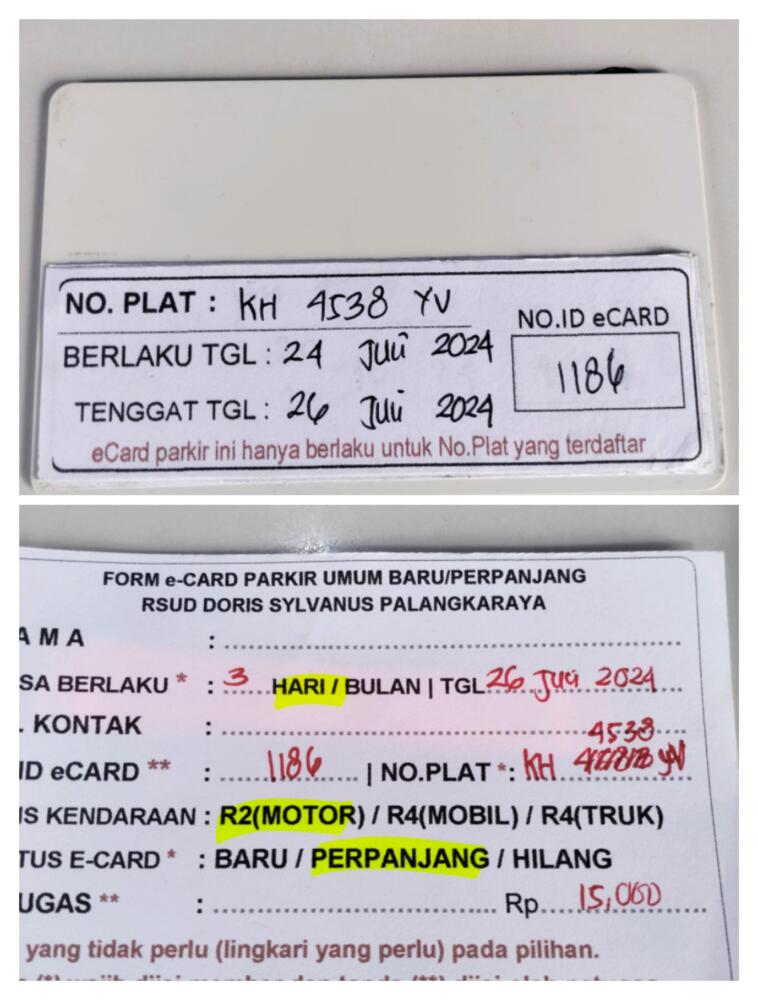 NO. PLAT : KH 4538 YV
NO.ID eCARD
BERLAKU TGL : 24 Juli 2024
1186
TENGGAT TGL : 26 Juli 2024
eCard parkir ini hanya berlaku untuk No.Plat yang terdaftar
FORM e-CARD PARKIR UMUM BARU/PERPANJANG
RSUD DORIS SYLVANUS PALANGKARAYA
AMA :
SA BERLAKU * : 3 HARI / BULAN | TGL 26 Juli 2024
. KONTAK :
4538
ID eCARD ** : 1186 | NO.PLAT *: KH YV
IS KENDARAAN : R2(MOTOR) / R4(MOBIL) / R4(TRUK)
TUS E-CARD * : BARU / PERPANJANG / HILANG
UGAS ** : Rp. 15,000
yang tidak perlu (lingkari yang perlu) pada pilihan.